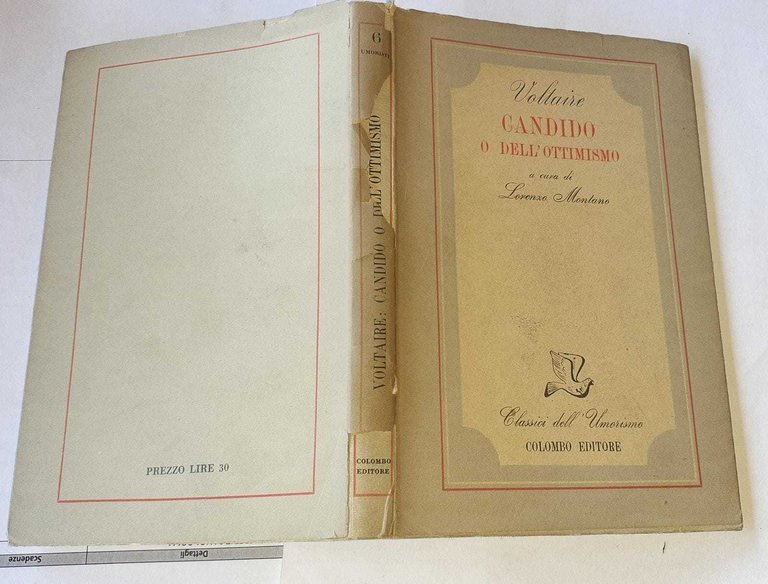 Voltaire
CANDIDO
O DELL'OTTIMISMO
a cura di
Lorenzo Montano
Classici dell'Umorismo
COLOMBO EDITORE
6
UMORISTI
VOLTAIRE: CANDIDO O DELL'OTTIMISMO
COLOMBO
EDITORE
PREZZO LIRE 30
Dettagli
Scadenze